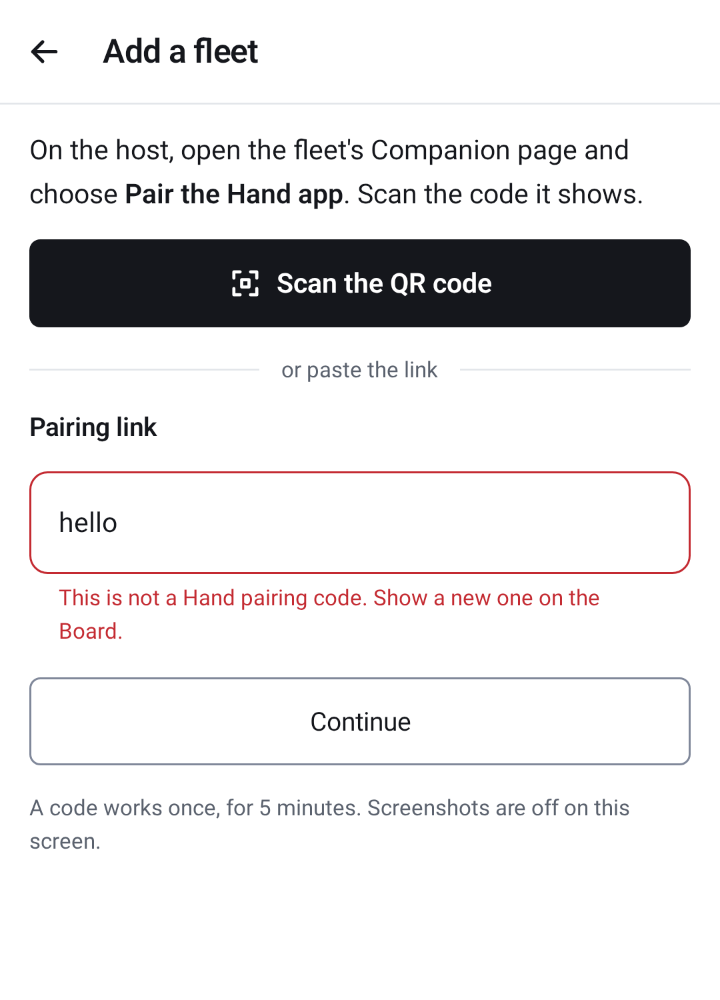 Add a fleet
On the host, open the fleet's Companion page and
choose Pair the Hand app. Scan the code it shows.
Scan the QR code
or paste the link
Pairing link
hello
This is not a Hand pairing code. Show a new one on the
Board.
Continue
A code works once, for 5 minutes. Screenshots are off on this
screen.